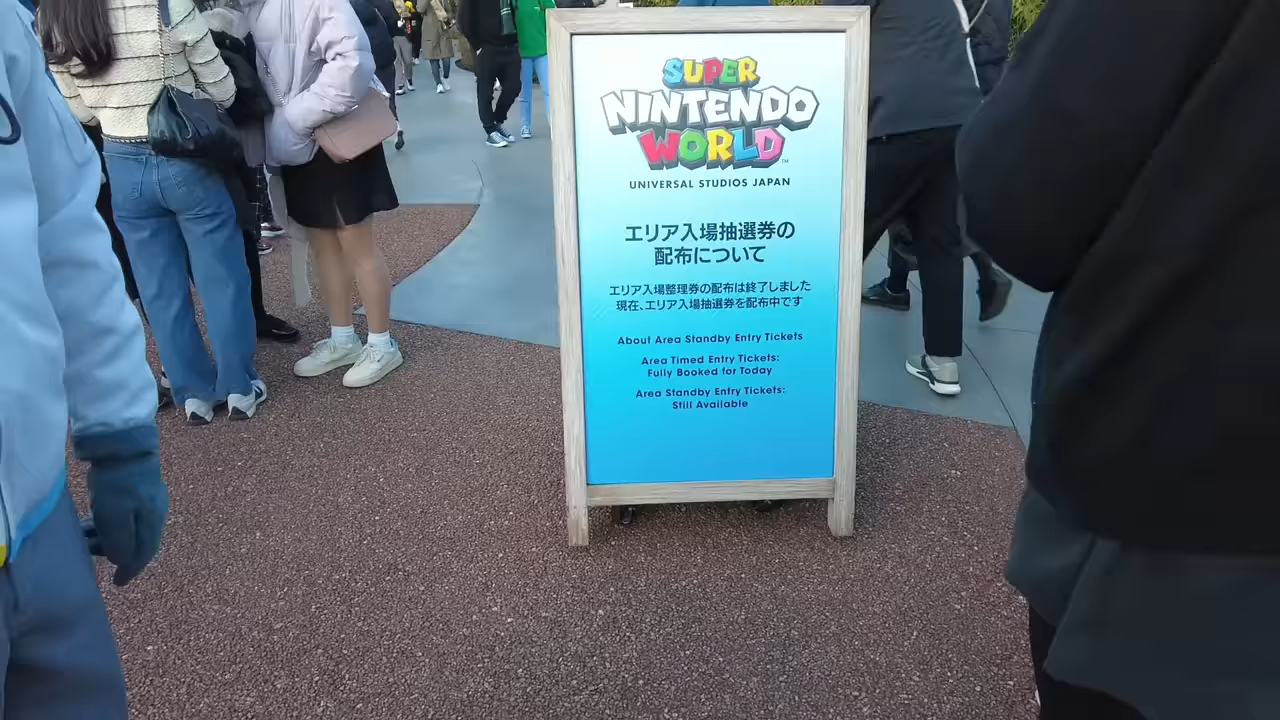 SUPER
NINTENDO
WORLD
TM
UNIVERSAL STUDIOS JAPAN
エリア入場抽選券の
配布について
エリア入場整理券の配布は終了しました
現在、エリア入場抽選券を配布中です
About Area Standby Entry Tickets
Area Timed Entry Tickets:
Fully Booked for Today
Area Standby Entry Tickets:
Still Available